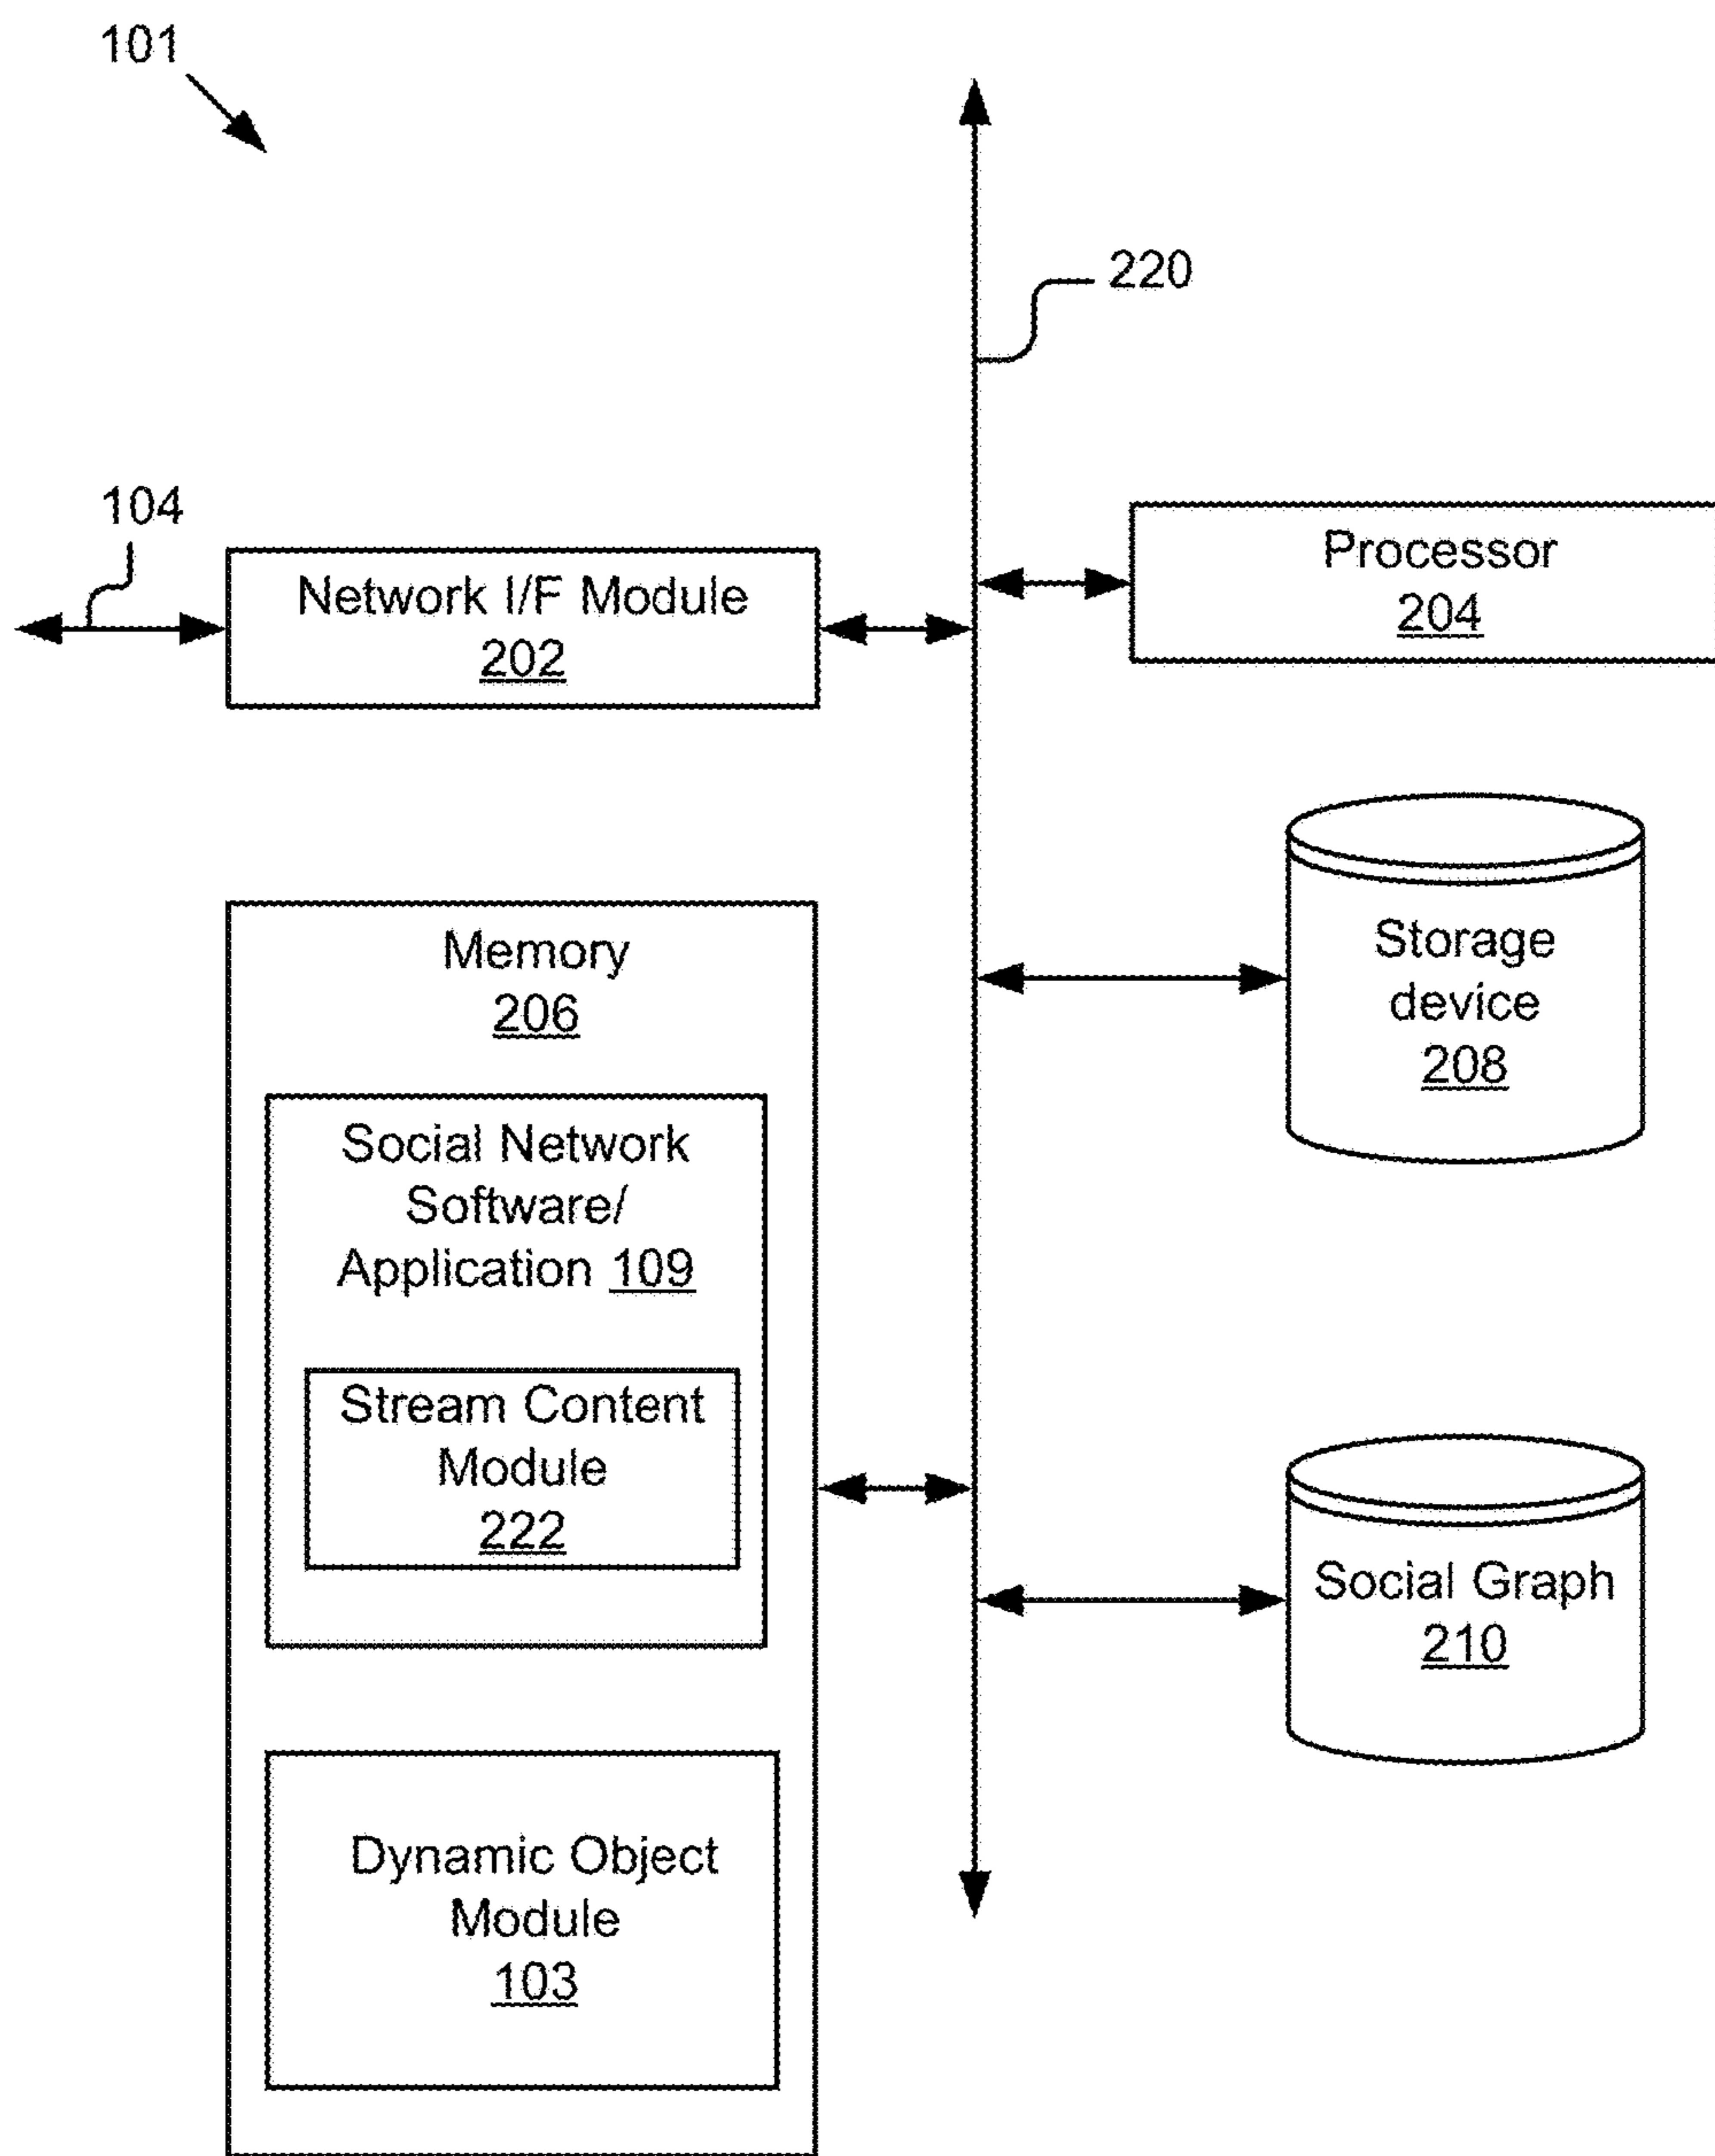 101
220
104
Network I/F Module
202
Processor
204
Memory
206
Social Network
Software/
Application 109
Stream Content
Module
222
Dynamic Object
Module
103
Storage
device
208
Social Graph
210